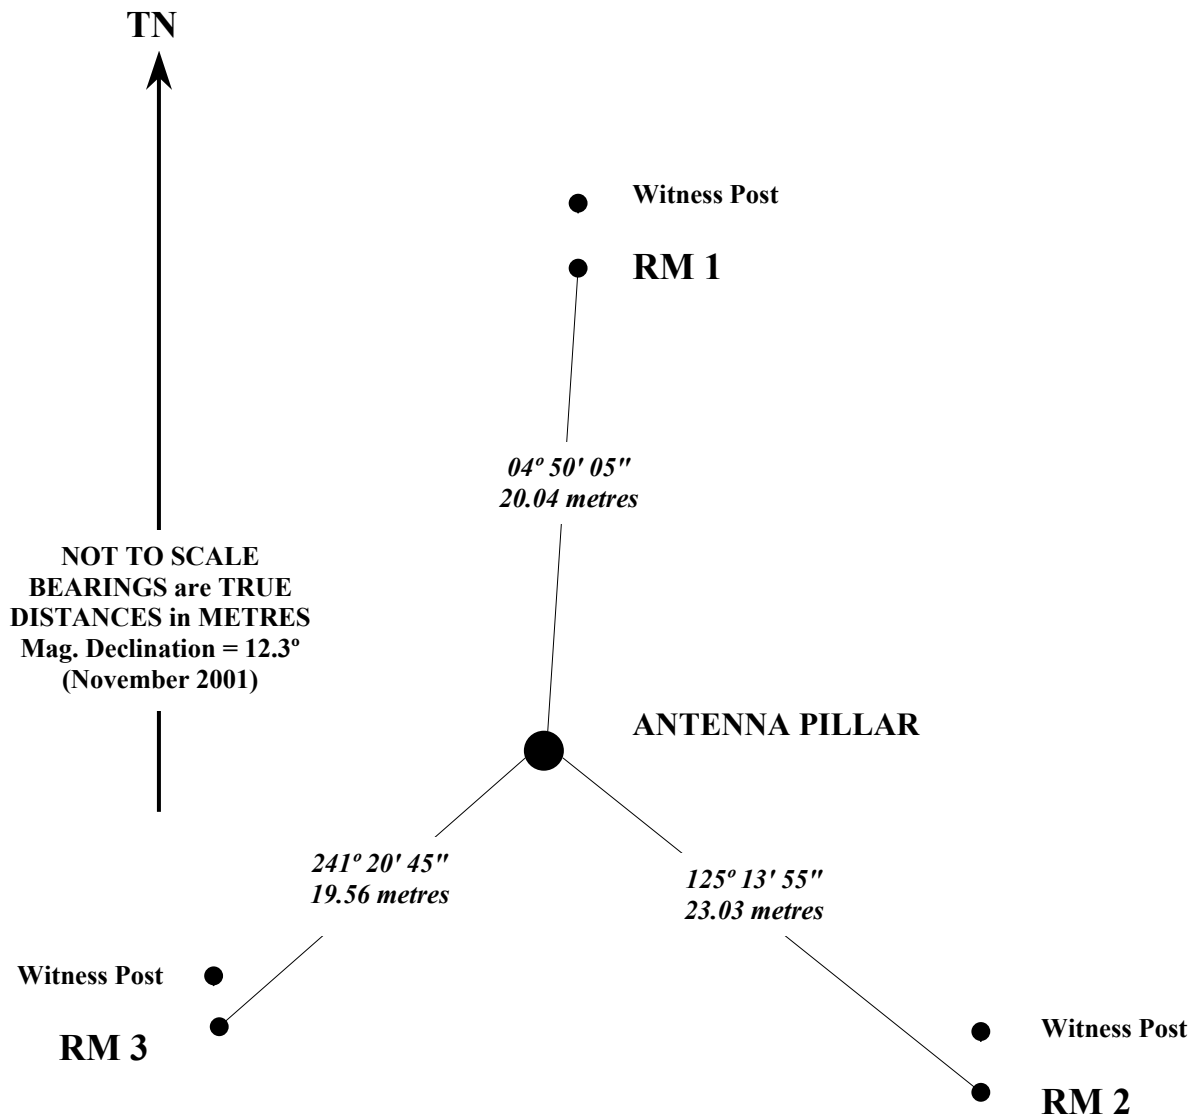 TN
Witness Post
RM 1
04º 50' 05"
20.04 metres
NOT TO SCALE
BEARINGS are TRUE
DISTANCES in METRES
Mag. Declination = 12.3º
(November 2001)
ANTENNA PILLAR
241º 20' 45"
19.56 metres
125º 13' 55"
23.03 metres
Witness Post
RM 3
Witness Post
RM 2